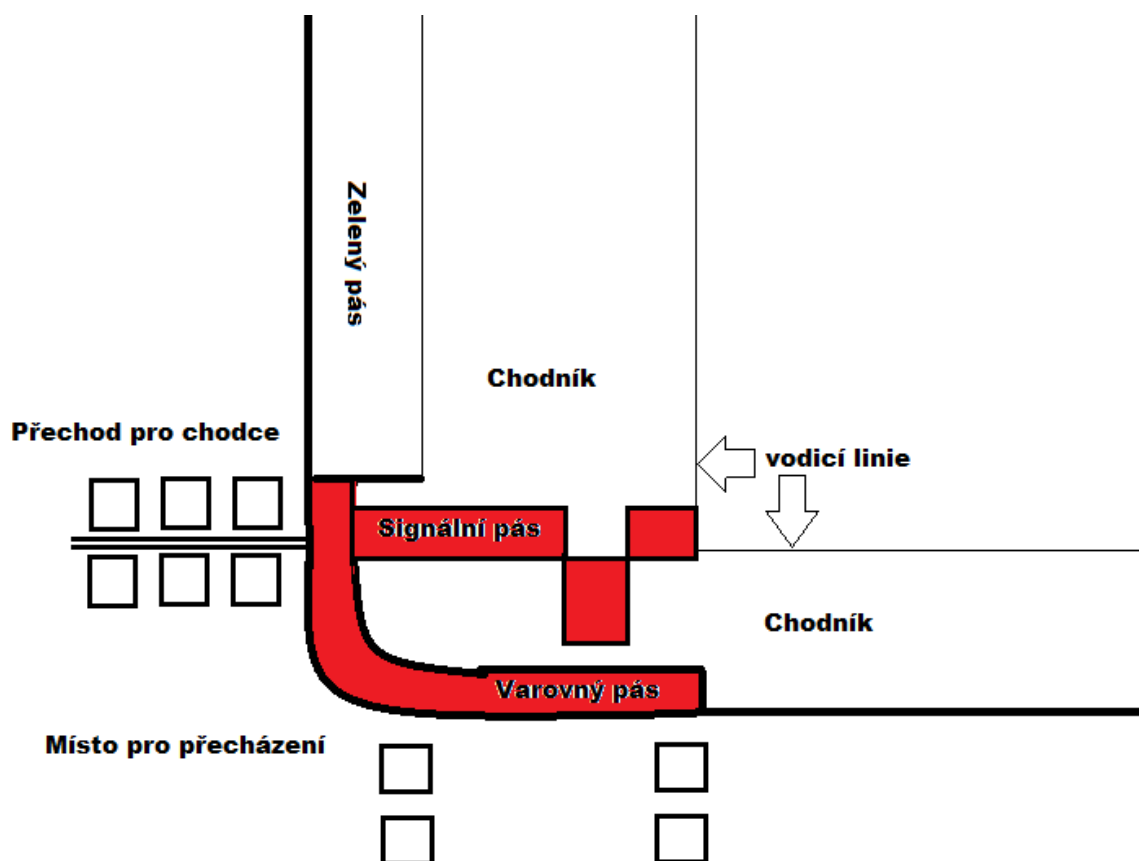 Zelený pás
Chodník
Přechod pro chodce
vodicí linie
Signální pás
Chodník
Varovný pás
Místo pro přecházení